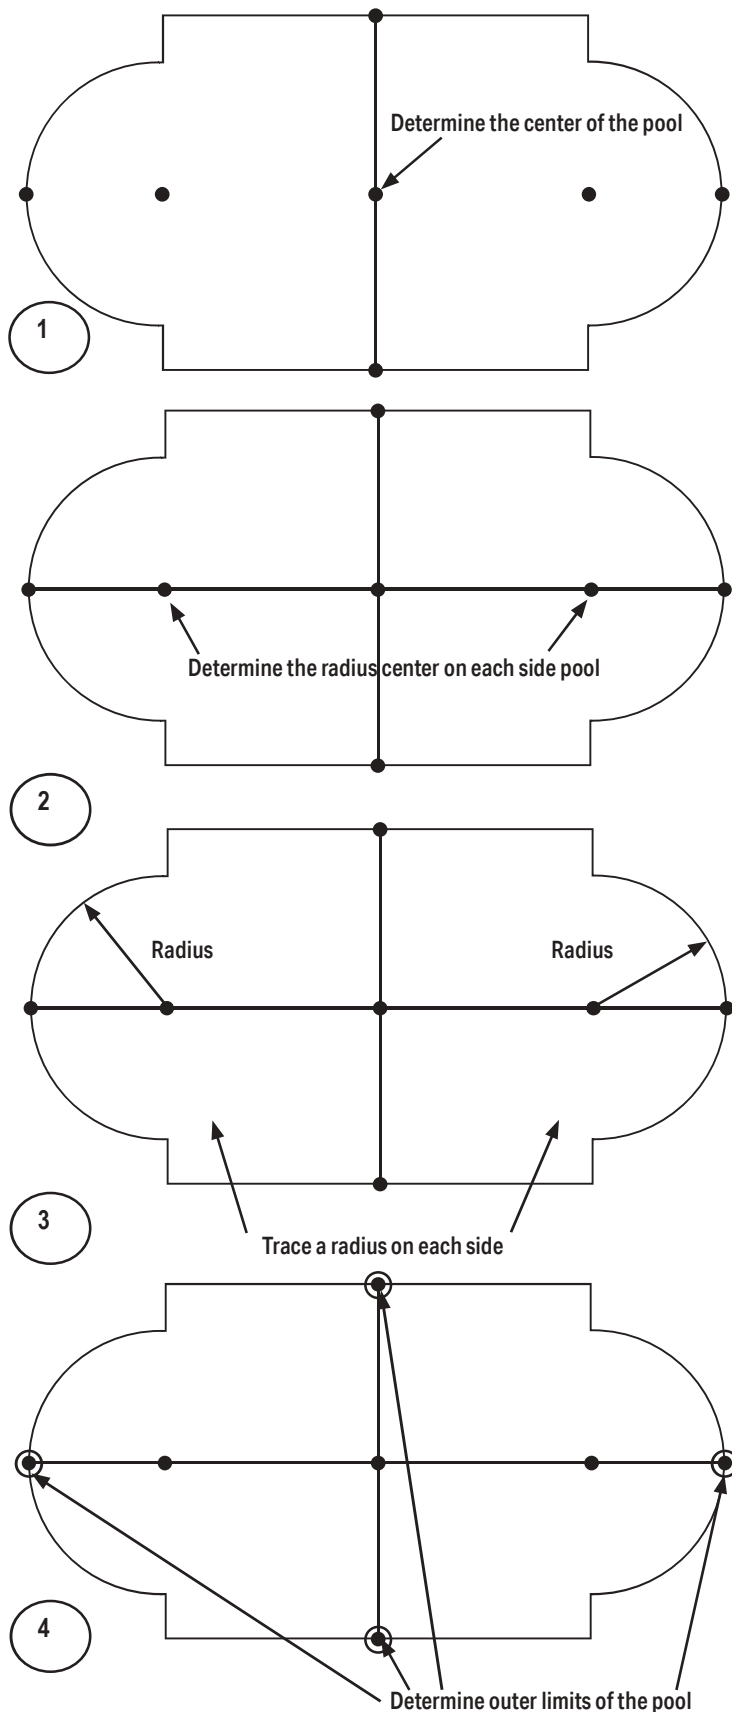 Determine the center of the pool
1
Determine the radius center on each side pool
2
Radius
Radius
3
Trace a radius on each side
4
Determine outer limits of the pool